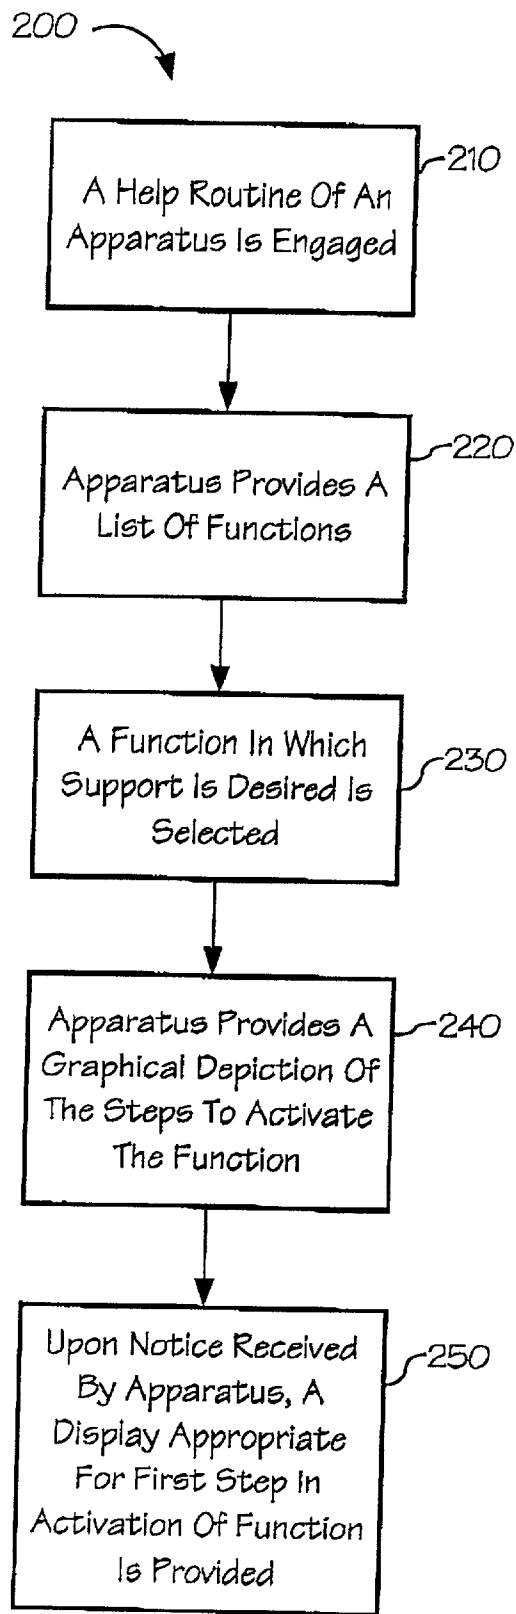 200
A Help Routine Of An
Apparatus Is Engaged
210
Apparatus Provides A
List Of Functions
220
A Function In Which
Support Is Desired Is
Selected
230
Apparatus Provides A
Graphical Depiction Of
The Steps To Activate
The Function
240
Upon Notice Received
By Apparatus, A
Display Appropriate
For First Step In
Activation Of Function
Is Provided
250